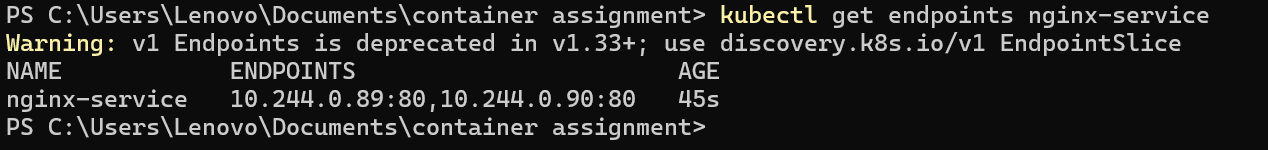 PS C:\Users\Lenovo\Documents\container assignment> kubectl get endpoints nginx-service
Warning: v1 Endpoints is deprecated in v1.33+; use discovery.k8s.io/v1 EndpointSlice
NAME            ENDPOINTS                       AGE
nginx-service   10.244.0.89:80,10.244.0.90:80   45s
PS C:\Users\Lenovo\Documents\container assignment>